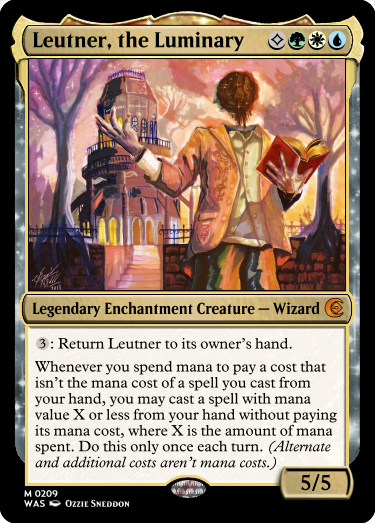 Leutner, the Luminary
Legendary Enchantment Creature — Wizard
3: Return Leutner to its owner's hand.
Whenever you spend mana to pay a cost that
isn't the mana cost of a spell you cast from
your hand, you may cast a spell with mana
value X or less from your hand without paying
its mana cost, where X is the amount of mana
spent. Do this only once each turn. (Alternate
and additional costs aren't mana costs.)
5/5
M 0209
WAS Ozzie Sneddon